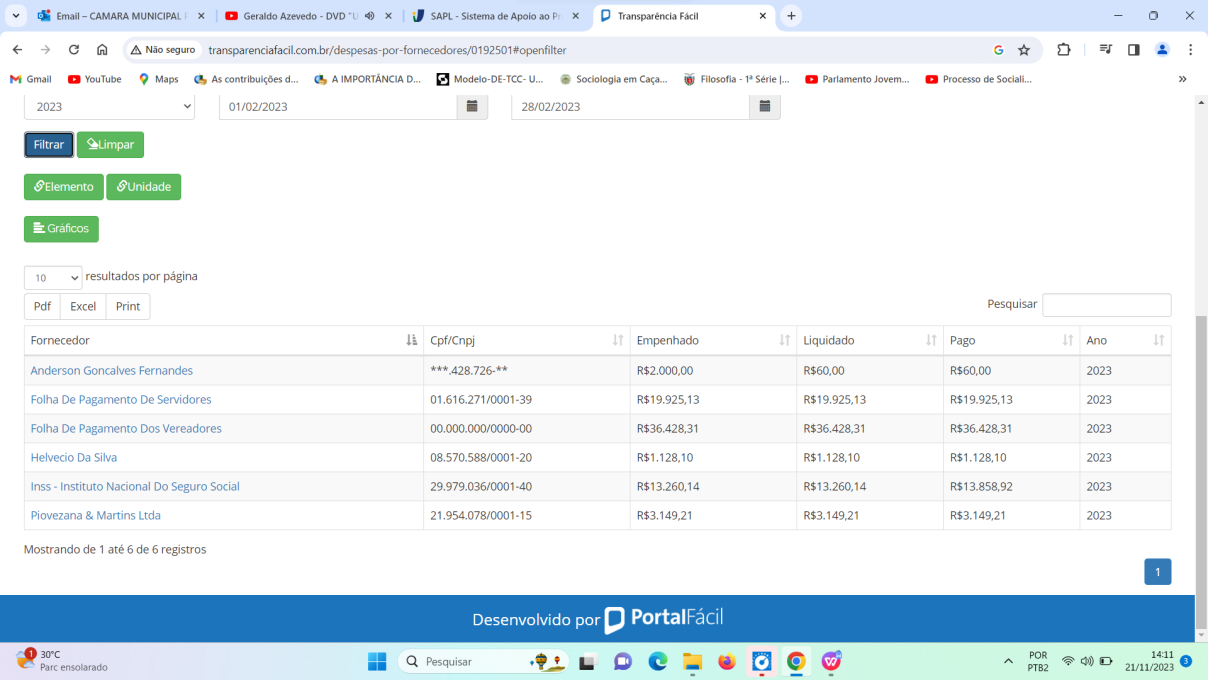 Email – CAMARA MUNICIPAL
Geraldo Azevedo - DVD "U
SAPL - Sistema de Apoio ao Pr
Transparência Fácil
Não seguro
transparenciafacil.com.br/despesas-por-fornecedores/0192501#openfilter
Gmail
YouTube
Maps
As contribuições d...
A IMPORTÂNCIA D...
Modelo-DE-TCC- U...
Sociologia em Caça...
Filosofia - 1ª Série |...
Parlamento Jovem...
Processo de Sociali...
2023
01/02/2023
28/02/2023
Filtrar
Limpar
Elemento
Unidade
Gráficos
10 resultados por página
Pdf Excel Print
Pesquisar
Fornecedor Cpf/Cnpj Empenhado Liquidado Pago Ano
Anderson Goncalves Fernandes ***.428.726-** R$2.000,00 R$60,00 R$60,00 2023
Folha De Pagamento De Servidores 01.616.271/0001-39 R$19.925,13 R$19.925,13 R$19.925,13 2023
Folha De Pagamento Dos Vereadores 00.000.000/0000-00 R$36.428,31 R$36.428,31 R$36.428,31 2023
Helvecio Da Silva 08.570.588/0001-20 R$1.128,10 R$1.128,10 R$1.128,10 2023
Inss - Instituto Nacional Do Seguro Social 29.979.036/0001-40 R$13.260,14 R$13.260,14 R$13.858,92 2023
Piovezana & Martins Ltda 21.954.078/0001-15 R$3.149,21 R$3.149,21 R$3.149,21 2023
Mostrando de 1 até 6 de 6 registros
1
Desenvolvido por PortalFácil
1
30°C
Parc ensolarado
Pesquisar
POR
PTB2
14:11
21/11/2023
3